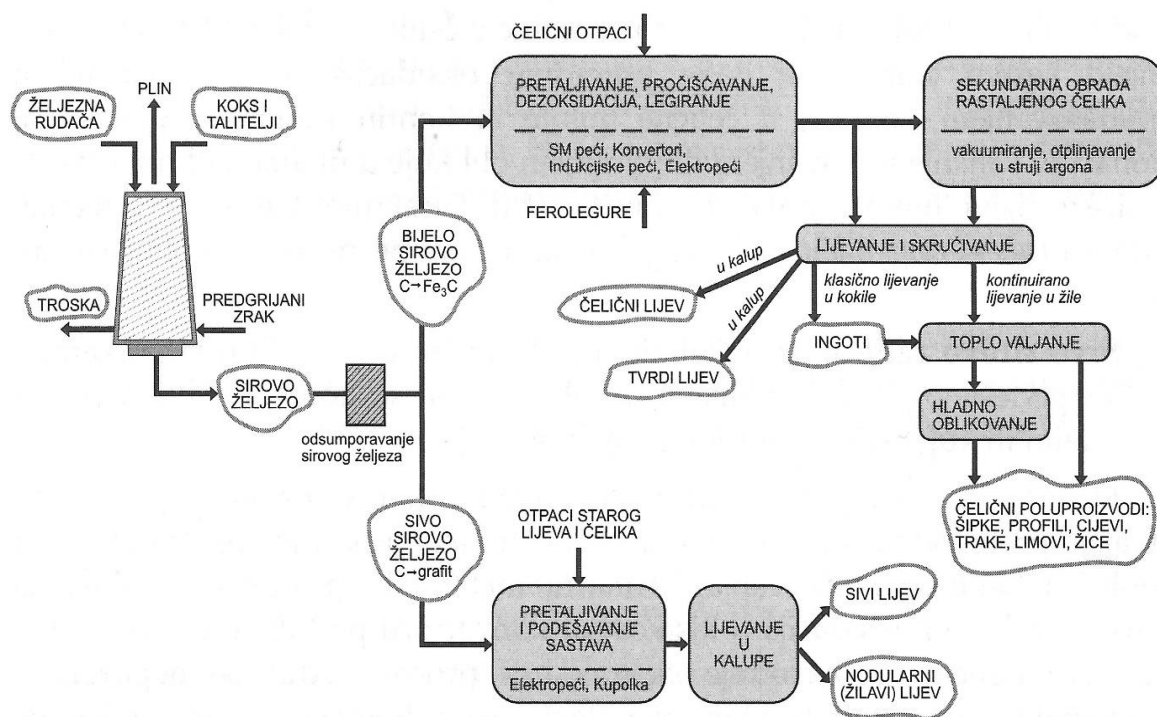 ŽELJEZNA
RUDAČA
PLIN
KOKS I
TALITELJI
TROSKA
PREDGRIJANI
ZRAK
SIROVO
ŽELJEZO
odsumporavanje
sirovog željeza
BIJELO
SIROVO
ŽELJEZO
C→Fe₃C
ČELIČNI OTPACI
PRETALJIVANJE, PROČIŠĆAVANJE,
DEZOKSIDACIJA, LEGIRANJE
SM peći, Konvertori,
Indukcijske peći, Elektropeći
FEROLEGURE
SEKUNDARNA OBRADA
RASTALJENOG ČELIKA
vakuumiranje, otplinjavanje
u struji argona
LIJEVANJE I SKRUĆIVANJE
u kalup
u kalup
klasično lijevanje
u kokile
kontinuirano
lijevanje u žile
ČELIČNI LIJEV
TVRDI LIJEV
INGOTI
TOPLO VALJANJE
HLADNO
OBLIKOVANJE
ČELIČNI POLUPROIZVODI:
ŠIPKE, PROFILI, CIJEVI,
TRAKE, LIMOVI, ŽICE
SIVO
SIROVO
ŽELJEZO
C→grafit
OTPACI STAROG
LIJEVA I ČELIKA
PRETALJIVANJE
I PODEŠAVANJE
SASTAVA
Elektropeći, Kupolka
LIJEVANJE
U
KALUPE
SIVI LIJEV
NODULARNI
(ŽILAVI) LIJEV